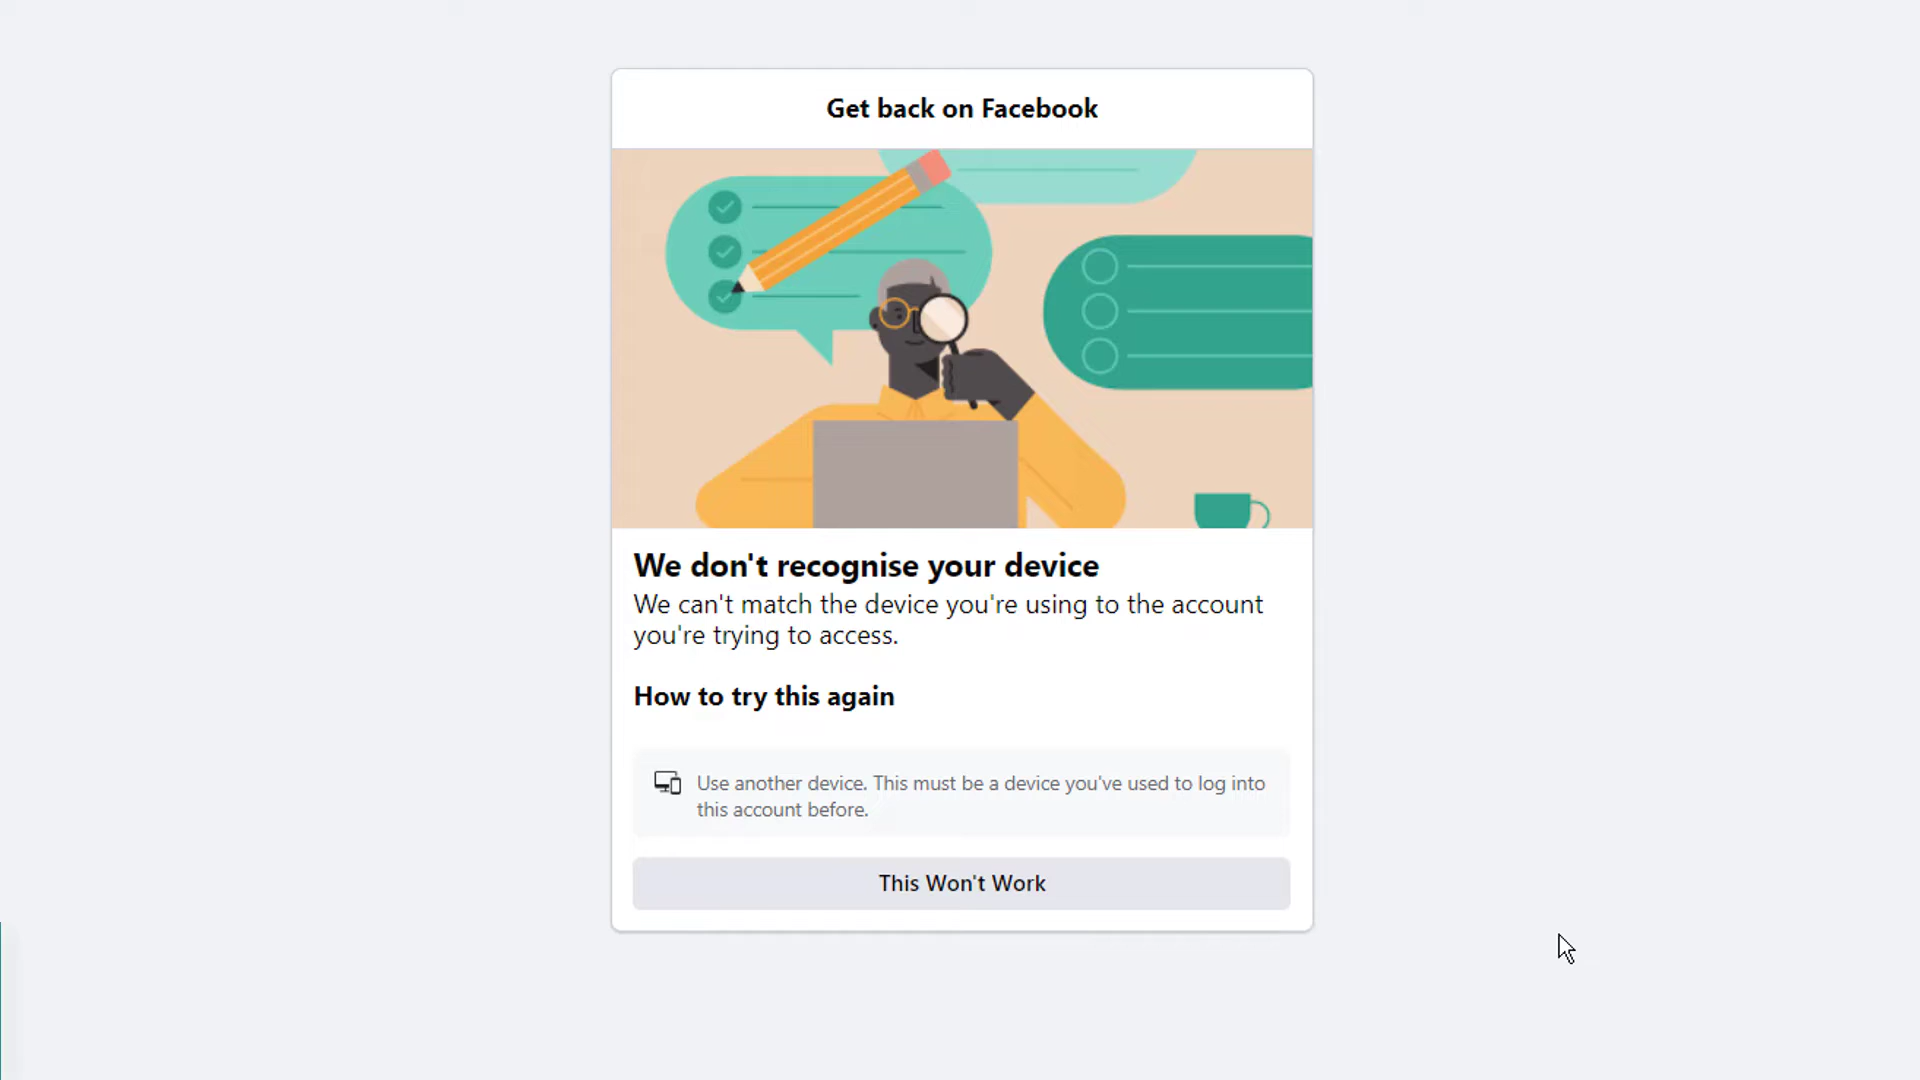 Get back on Facebook
We don't recognise your device
We can't match the device you're using to the account
you're trying to access.
How to try this again
Use another device. This must be a device you've used to log into
this account before.
This Won't Work